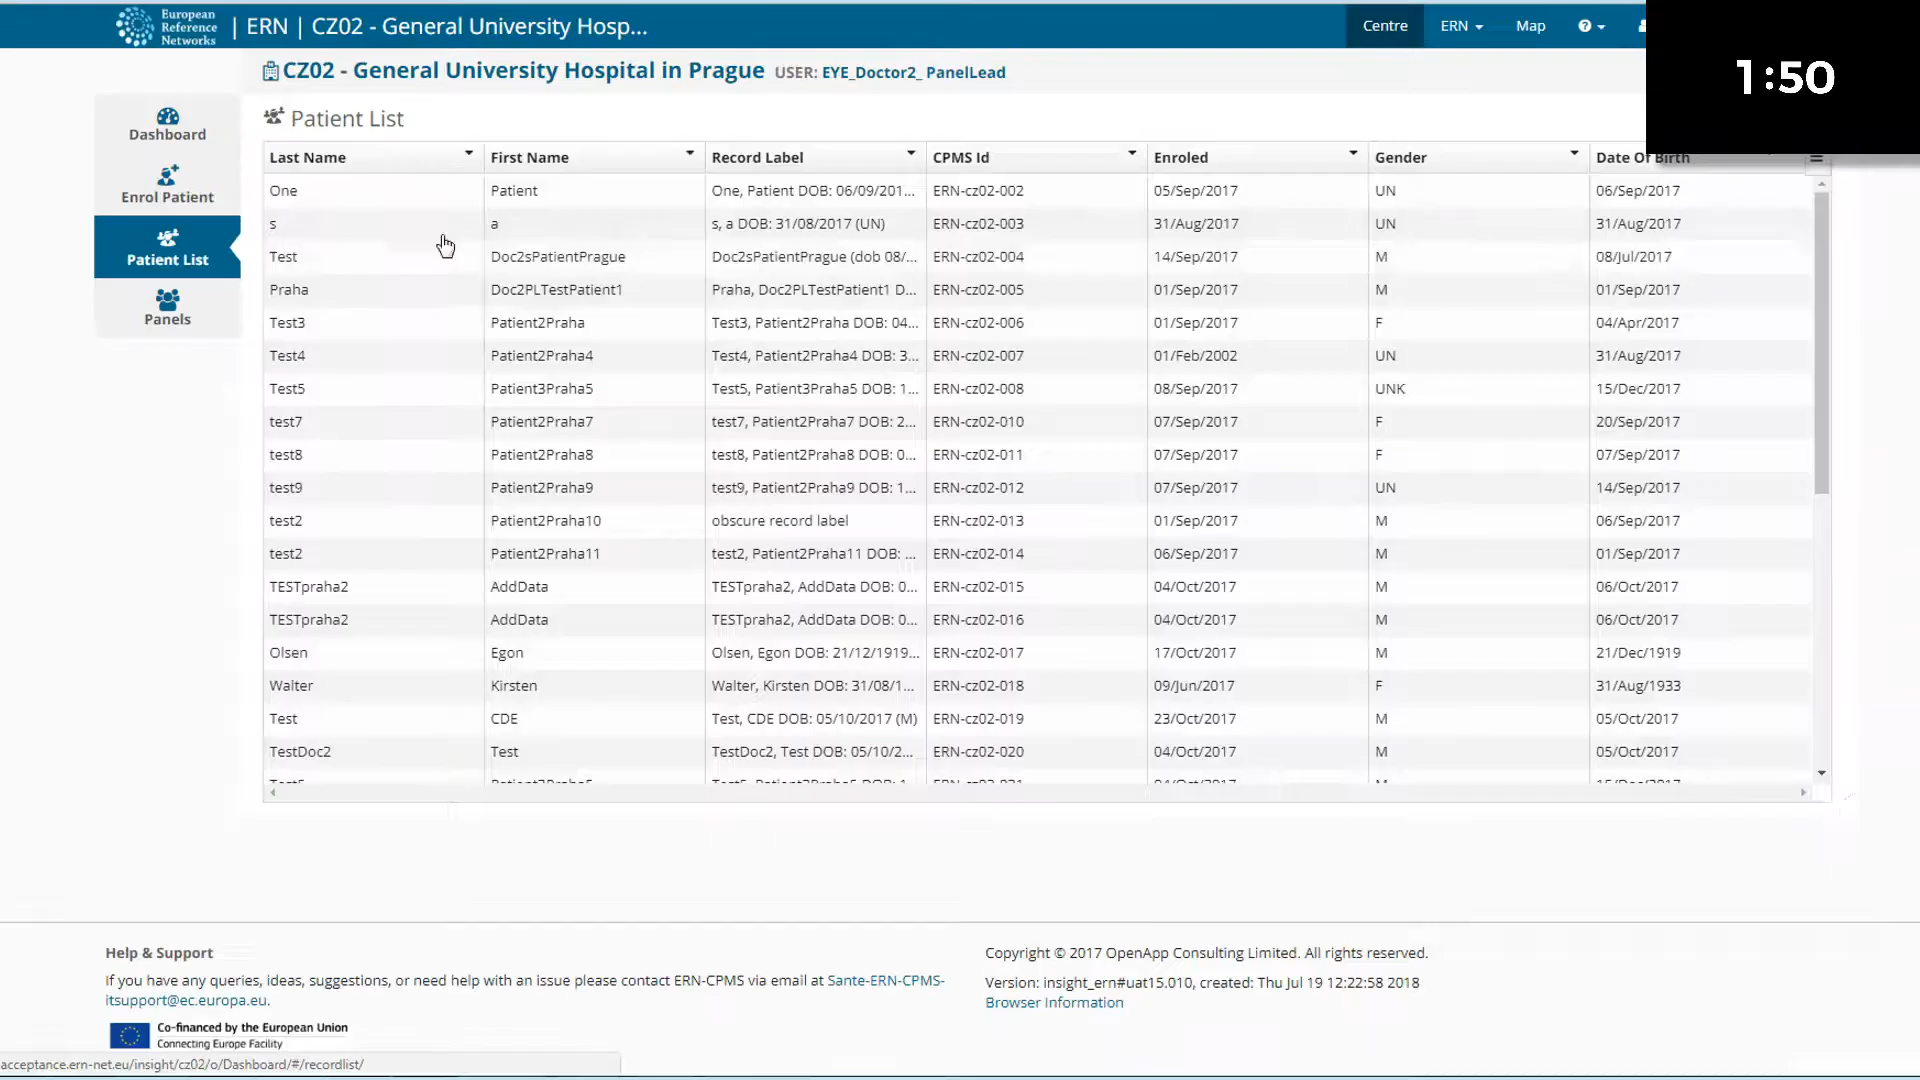 European
Reference
Networks
| ERN | CZ02 - General University Hosp...
Centre
ERN
Map
1:50
CZ02 - General University Hospital in Prague USER: EYE_Doctor2_ PanelLead
Dashboard
Enrol Patient
Patient List
Panels
Patient List
Last Name First Name Record Label CPMS Id Enroled Gender Date Of Birth
One Patient One, Patient DOB: 06/09/201... ERN-cz02-002 05/Sep/2017 UN 06/Sep/2017
s a s, a DOB: 31/08/2017 (UN) ERN-cz02-003 31/Aug/2017 UN 31/Aug/2017
Test Doc2sPatientPrague Doc2sPatientPrague (dob 08/... ERN-cz02-004 14/Sep/2017 M 08/Jul/2017
Praha Doc2PLTestPatient1 Praha, Doc2PLTestPatient1 D... ERN-cz02-005 01/Sep/2017 M 01/Sep/2017
Test3 Patient2Praha Test3, Patient2Praha DOB: 04... ERN-cz02-006 01/Sep/2017 F 04/Apr/2017
Test4 Patient2Praha4 Test4, Patient2Praha4 DOB: 3... ERN-cz02-007 01/Feb/2002 UN 31/Aug/2017
Test5 Patient3Praha5 Test5, Patient3Praha5 DOB: 1... ERN-cz02-008 08/Sep/2017 UNK 15/Dec/2017
test7 Patient2Praha7 test7, Patient2Praha7 DOB: 2... ERN-cz02-010 07/Sep/2017 F 20/Sep/2017
test8 Patient2Praha8 test8, Patient2Praha8 DOB: 0... ERN-cz02-011 07/Sep/2017 F 07/Sep/2017
test9 Patient2Praha9 test9, Patient2Praha9 DOB: 1... ERN-cz02-012 07/Sep/2017 UN 14/Sep/2017
test2 Patient2Praha10 obscure record label ERN-cz02-013 01/Sep/2017 M 06/Sep/2017
test2 Patient2Praha11 test2, Patient2Praha11 DOB: ... ERN-cz02-014 06/Sep/2017 M 01/Sep/2017
TESTpraha2 AddData TESTpraha2, AddData DOB: 0... ERN-cz02-015 04/Oct/2017 M 06/Oct/2017
TESTpraha2 AddData TESTpraha2, AddData DOB: 0... ERN-cz02-016 04/Oct/2017 M 06/Oct/2017
Olsen Egon Olsen, Egon DOB: 21/12/1919... ERN-cz02-017 17/Oct/2017 M 21/Dec/1919
Walter Kirsten Walter, Kirsten DOB: 31/08/1... ERN-cz02-018 09/Jun/2017 F 31/Aug/1933
Test CDE Test, CDE DOB: 05/10/2017 (M) ERN-cz02-019 23/Oct/2017 M 05/Oct/2017
TestDoc2 Test TestDoc2, Test DOB: 05/10/2... ERN-cz02-020 04/Oct/2017 M 05/Oct/2017
Help & Support
If you have any queries, ideas, suggestions, or need help with an issue please contact ERN-CPMS via email at Sante-ERN-CPMS-
itsupport@ec.europa.eu.
Co-financed by the European Union
Connecting Europe Facility
Copyright © 2017 OpenApp Consulting Limited. All rights reserved.
Version: insight_ern#uat15.010, created: Thu Jul 19 12:22:58 2018
Browser Information
acceptance.ern-net.eu/insight/cz02/o/Dashboard/#/recordlist/